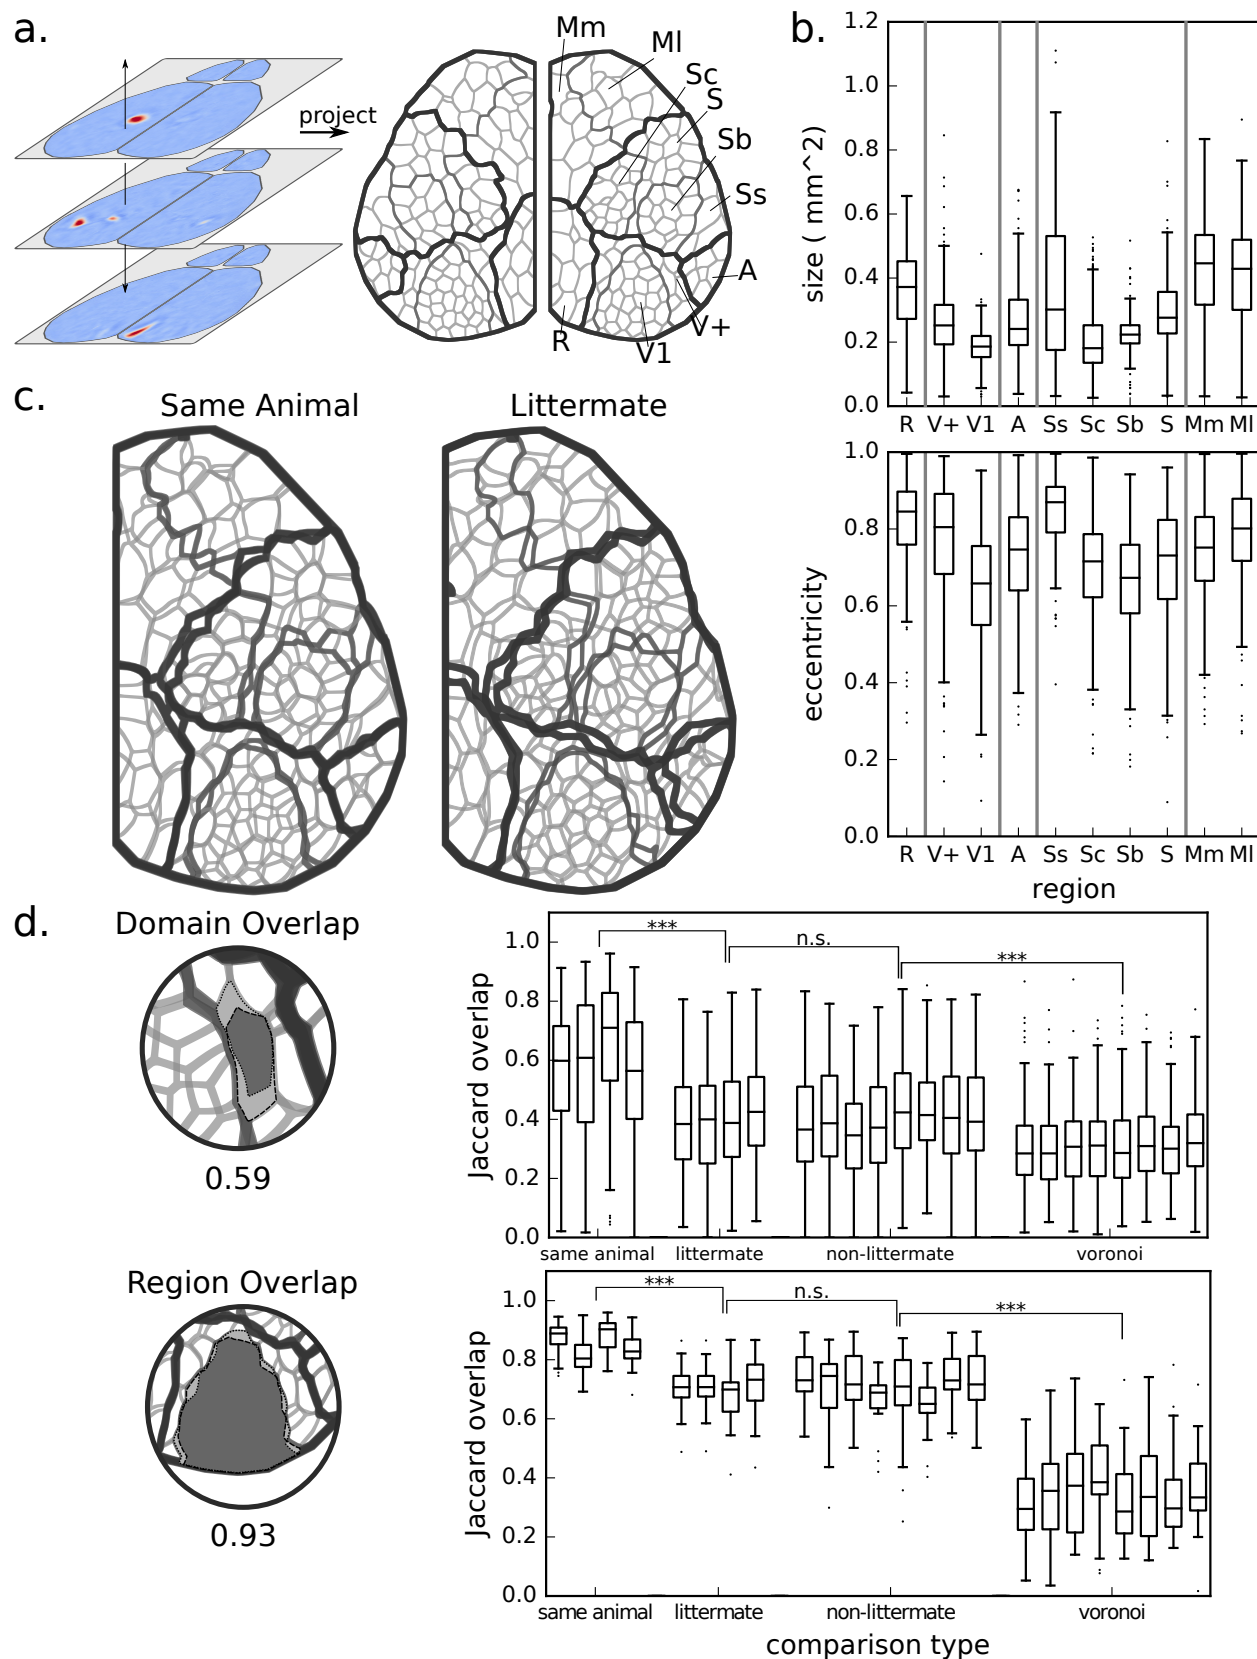 a.
project
Mm
Ml
Sc
S
Sb
Ss
A
V+
V1
R
b.
size ( mm^2)
1.2
1.0
0.8
0.6
0.4
0.2
0.0
R V+ V1 A Ss Sc Sb S Mm Ml
eccentricity
1.0
0.8
0.6
0.4
0.2
0.0
R V+ V1 A Ss Sc Sb S Mm Ml
region
c.
Same Animal
Littermate
d.
Domain Overlap
0.59
Jaccard overlap
1.0
0.8
0.6
0.4
0.2
0.0
*** n.s. ***
same animal littermate non-littermate voronoi
Region Overlap
0.93
Jaccard overlap
1.0
0.8
0.6
0.4
0.2
0.0
*** n.s. ***
same animal littermate non-littermate voronoi
comparison type